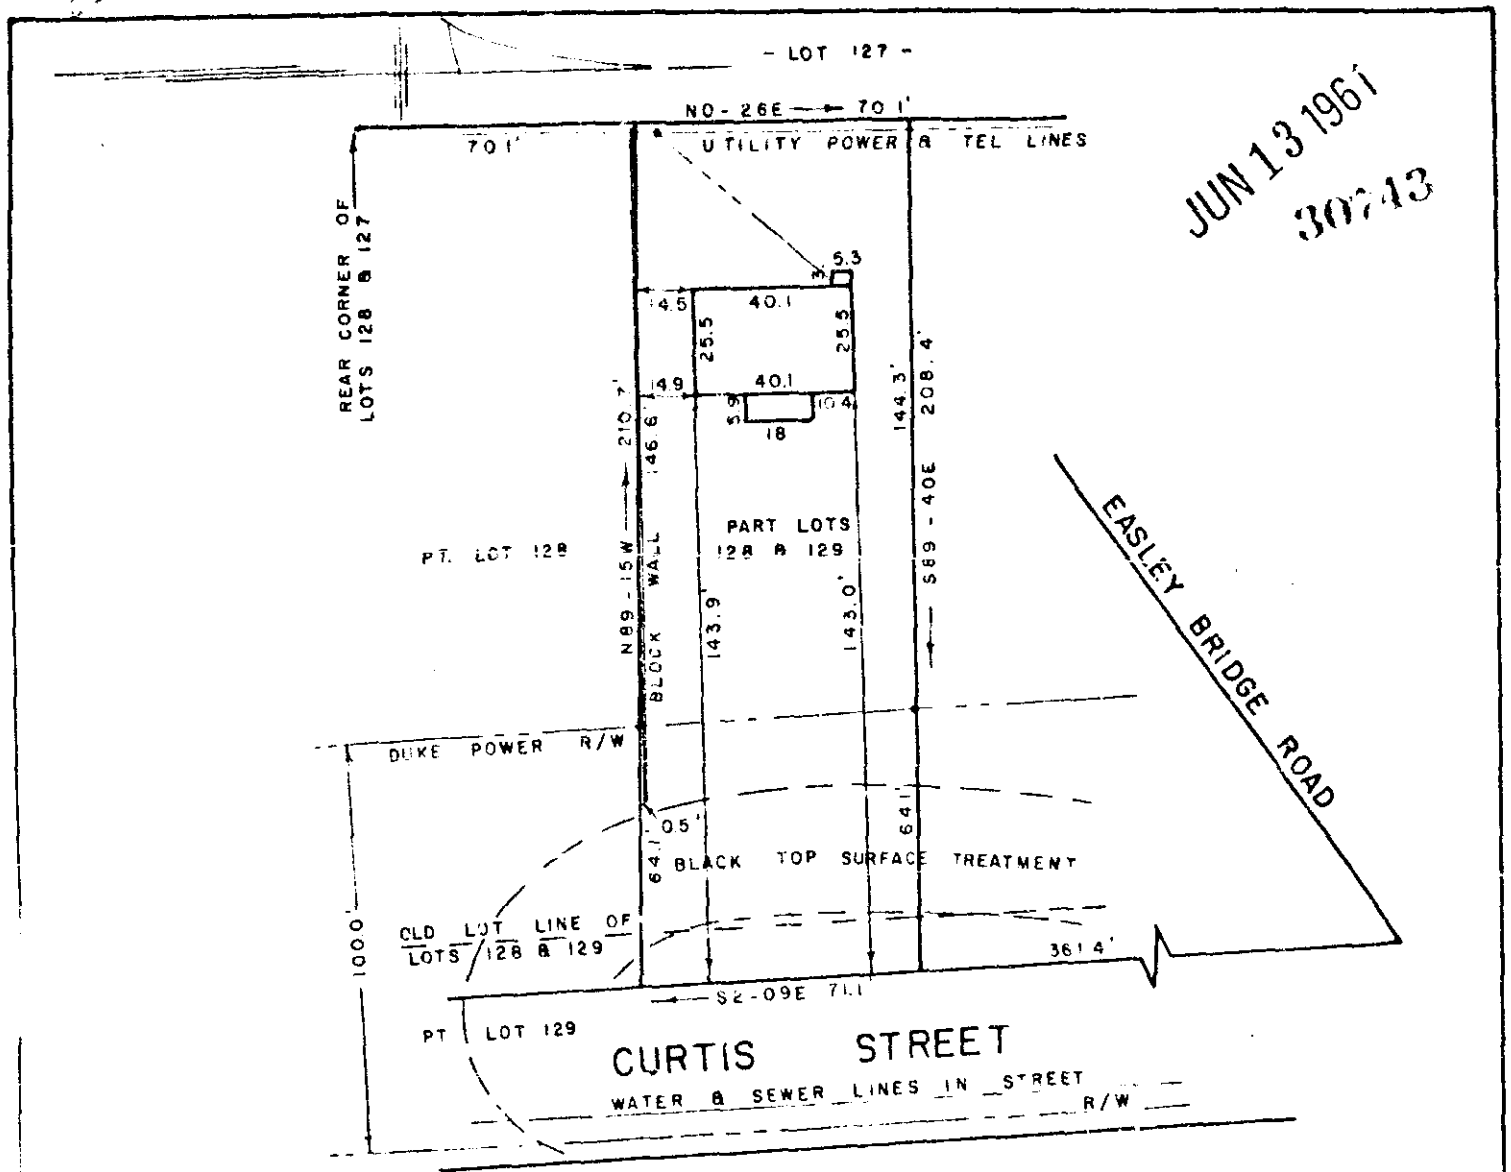 - LOT 127 -
N0-26E 70.1'
70.1'
UTILITY POWER & TEL LINES
JUN 13 1961
30743
REAR CORNER OF
LOTS 128 & 127
5.3
3.
14.5
40.1
25.5
25.5
14.9
40.1
5.9
10.4
18
N89-15W 210.7'
146.6'
BLOCK WALL
144.3'
S89-40E 208.4'
PT. LOT 128
PART LOTS
128 & 129
143.9'
143.0'
EASLEY BRIDGE ROAD
DUKE POWER R/W
0.5'
64.1'
64.1'
BLACK TOP SURFACE TREATMENT
100.0'
OLD LOT LINE OF
LOTS 128 & 129
361.4'
S2-09E 71.1
PT LOT 129
CURTIS STREET
WATER & SEWER LINES IN STREET
R/W